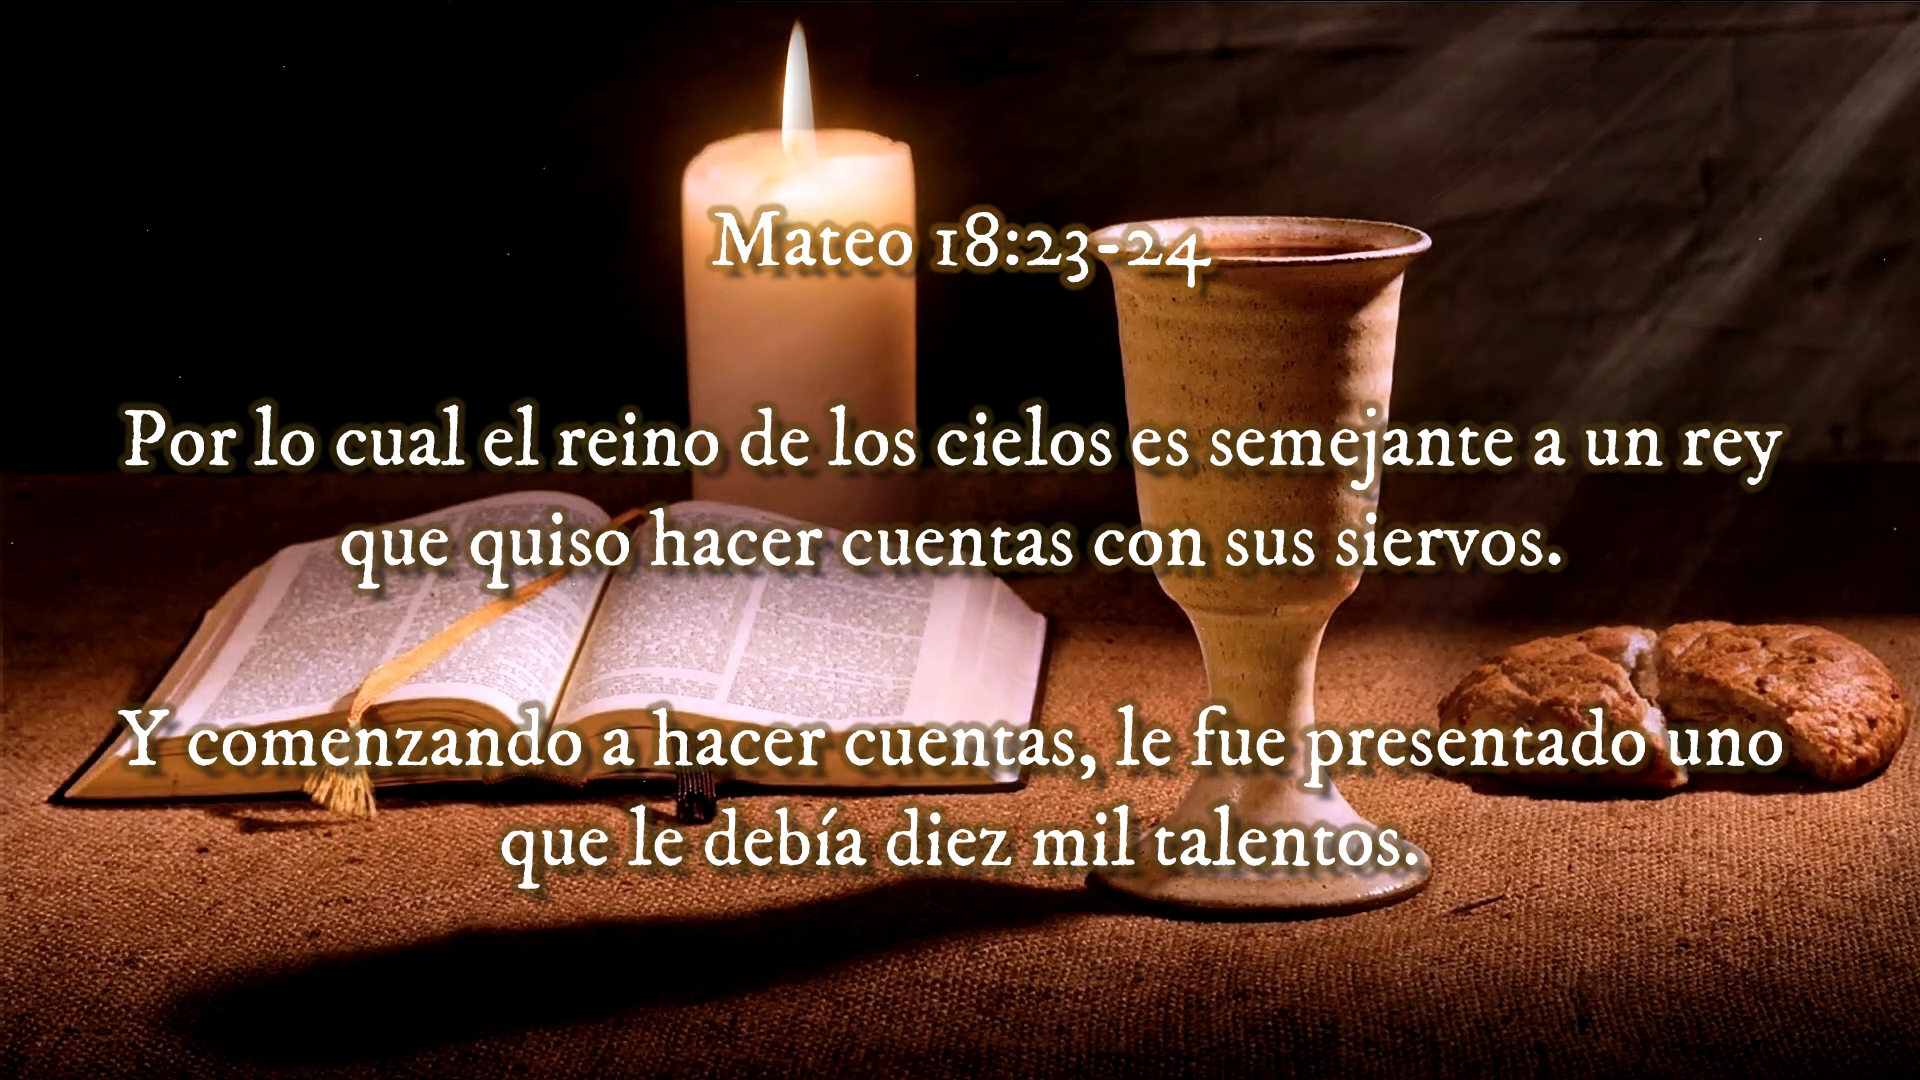 Mateo 18:23-24
Por lo cual el reino de los cielos es semejante a un rey
que quiso hacer cuentas con sus siervos.
Y comenzando a hacer cuentas, le fue presentado uno
que le debía diez mil talentos.